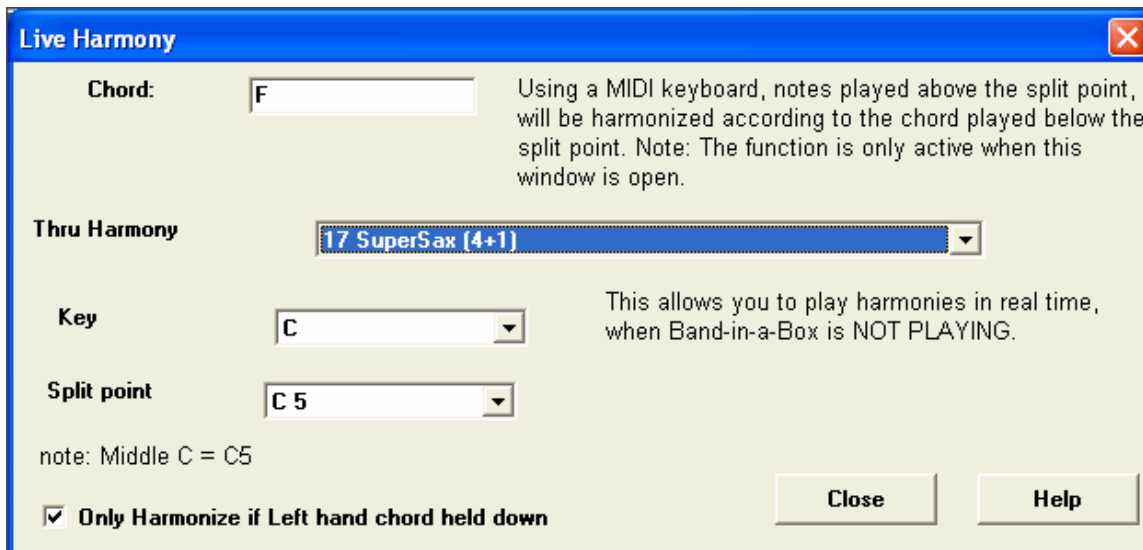 Live Harmony
Chord:
F
Using a MIDI keyboard, notes played above the split point,
will be harmonized according to the chord played below the
split point. Note: The function is only active when this
window is open.
Thru Harmony
17 SuperSax (4+1)
Key
C
This allows you to play harmonies in real time,
when Band-in-a-Box is NOT PLAYING.
Split point
C 5
note: Middle C = C5
Only Harmonize if Left hand chord held down
Close
Help